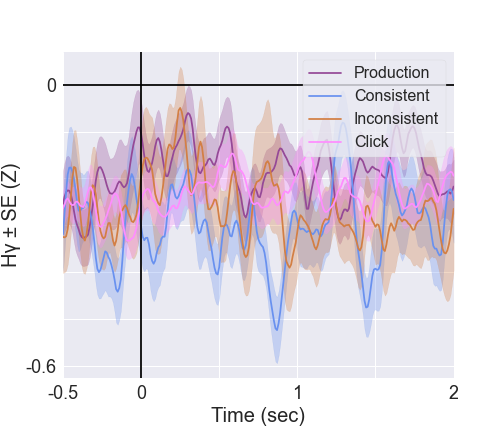 Production
Consistent
Inconsistent
Click
0
-0.6
Hγ ± SE (Z)
-0.5 0 1 2
Time (sec)